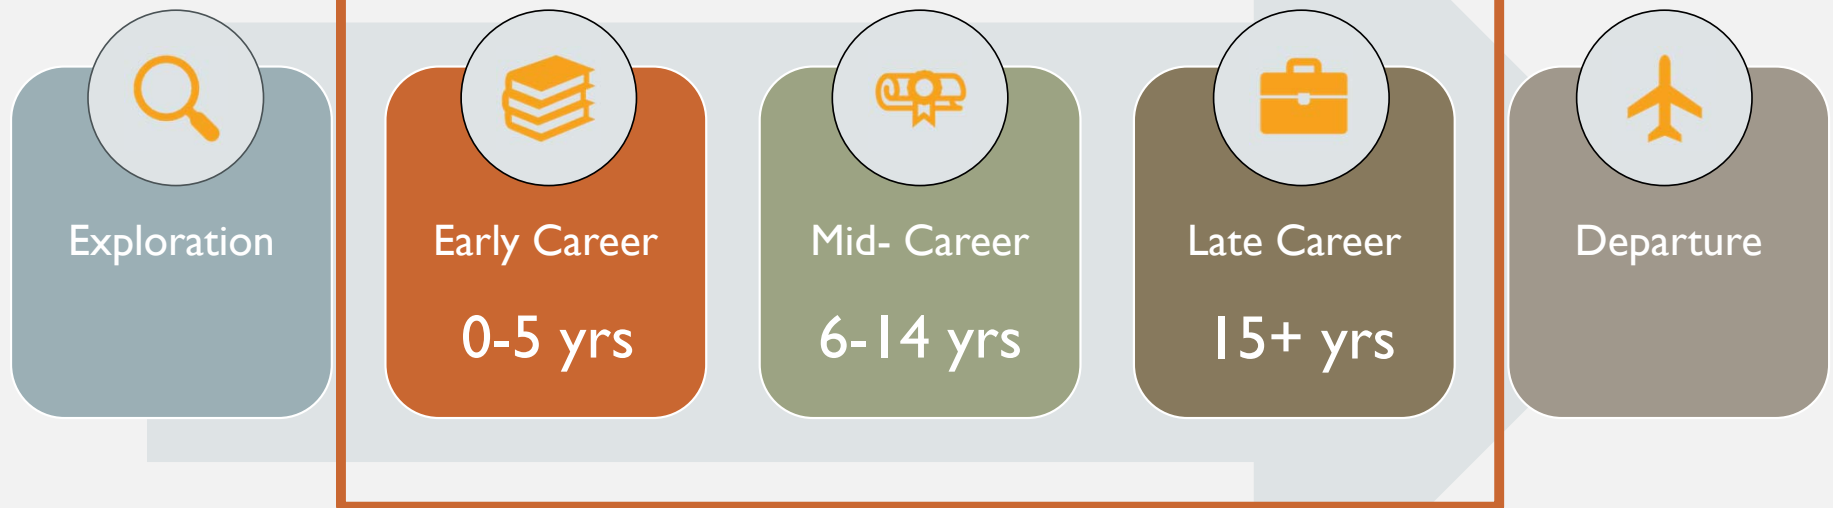 Exploration
Early Career
0-5 yrs
Mid- Career
6-14 yrs
Late Career
15+ yrs
Departure